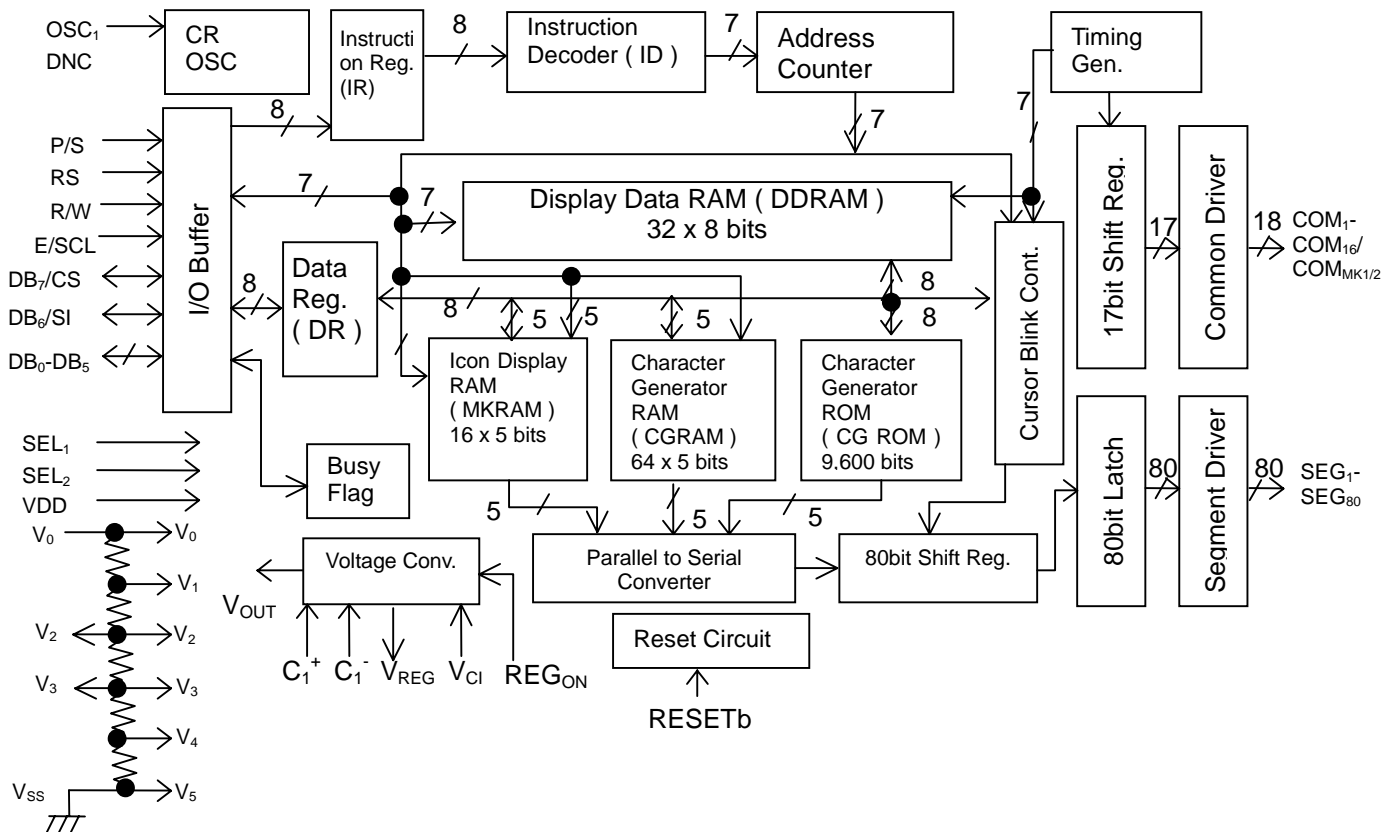 OSC₁
DNC
CR
OSC
Instructi
on Reg.
(IR)
8
Instruction
Decoder ( ID )
7
Address
Counter
Timing
Gen.
7
7
8
P/S
RS
R/W
E/SCL
DB₇/CS
DB₆/SI
DB₀-DB₅
I/O Buffer
7
7
Display Data RAM ( DDRAM )
32 x 8 bits
Data
Reg.
( DR )
8
8
5
5
5
8
8
Icon Display
RAM
( MKRAM )
16 x 5 bits
Character
Generator
RAM
( CGRAM )
64 x 5 bits
Character
Generator
ROM
( CG ROM )
9.600 bits
Cursor Blink Cont.
17bit Shift Reg.
17
Common Driver
18
COM₁-
COM₁₆/
COMMK1/2
SEL₁
SEL₂
VDD
Busy
Flag
5
5
5
80bit Latch
80
Segment Driver
80
SEG₁-
SEG₈₀
Voltage Conv.
Parallel to Serial
Converter
80bit Shift Reg.
Reset Circuit
RESETb
VOUT
C₁⁺
C₁⁻
VREG
VCI
REGON
V₀
V₀
V₁
V₂
V₂
V₃
V₃
V₄
VSS
V₅